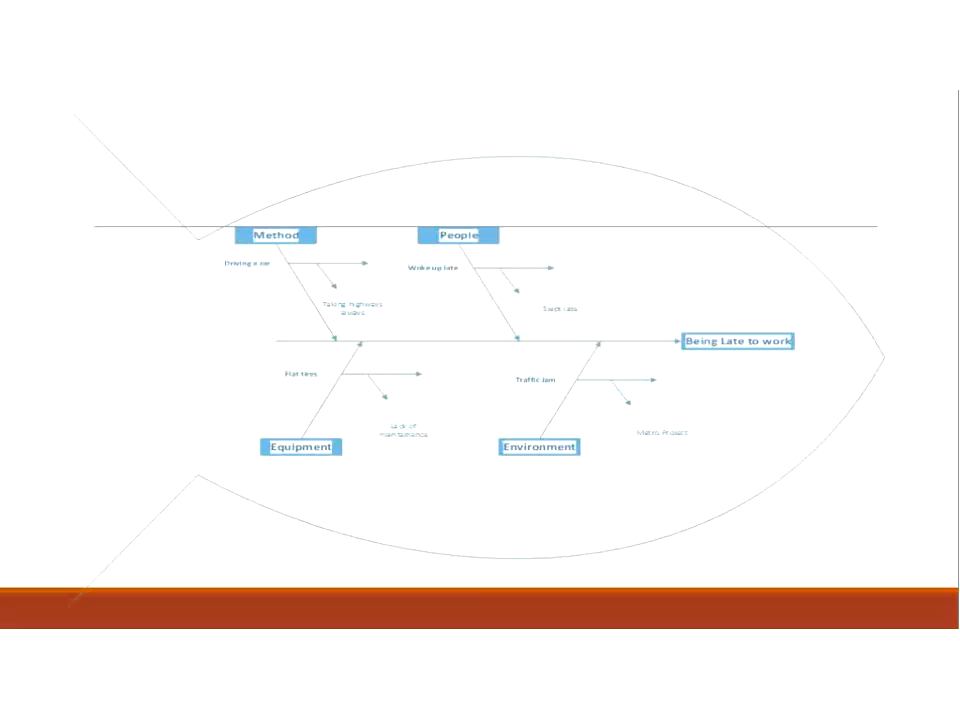 Method
People
Driving a car
Woke up late
Taking highways
always
Slept late
Being Late to work
Flat tires
Traffic Jam
Lack of
maintainance
Metro Project
Equipment
Environment